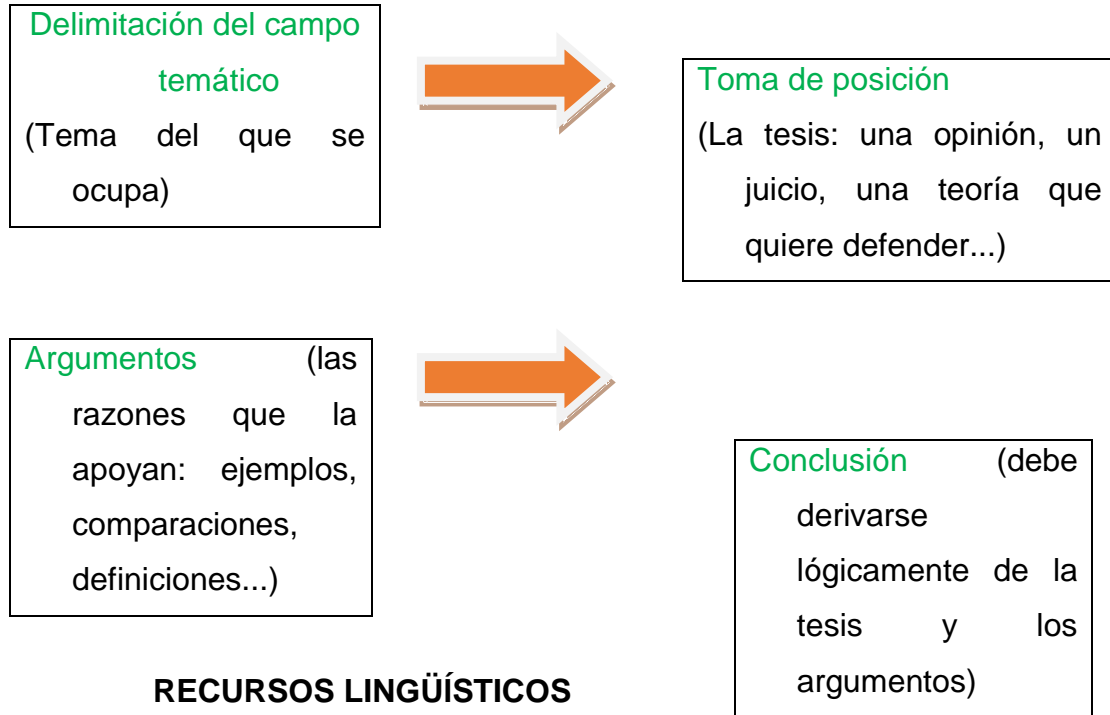 Delimitación del campo
temático
(Tema del que se
ocupa)
Toma de posición
(La tesis: una opinión, un
juicio, una teoría que
quiere defender...)
Argumentos (las
razones que la
apoyan: ejemplos,
comparaciones,
definiciones...)
Conclusión (debe
derivarse
lógicamente de la
tesis y los
argumentos)
RECURSOS LINGÜÍSTICOS